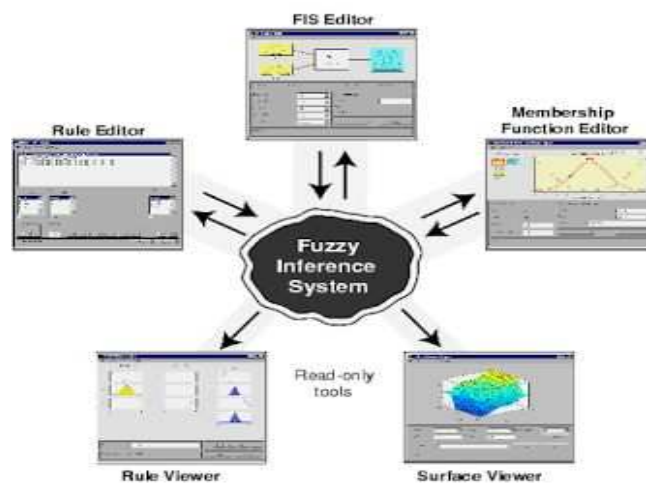 FIS Editor
Rule Editor
Membership
Function Editor
Fuzzy
Inference
System
Read-only
tools
Rule Viewer
Surface Viewer